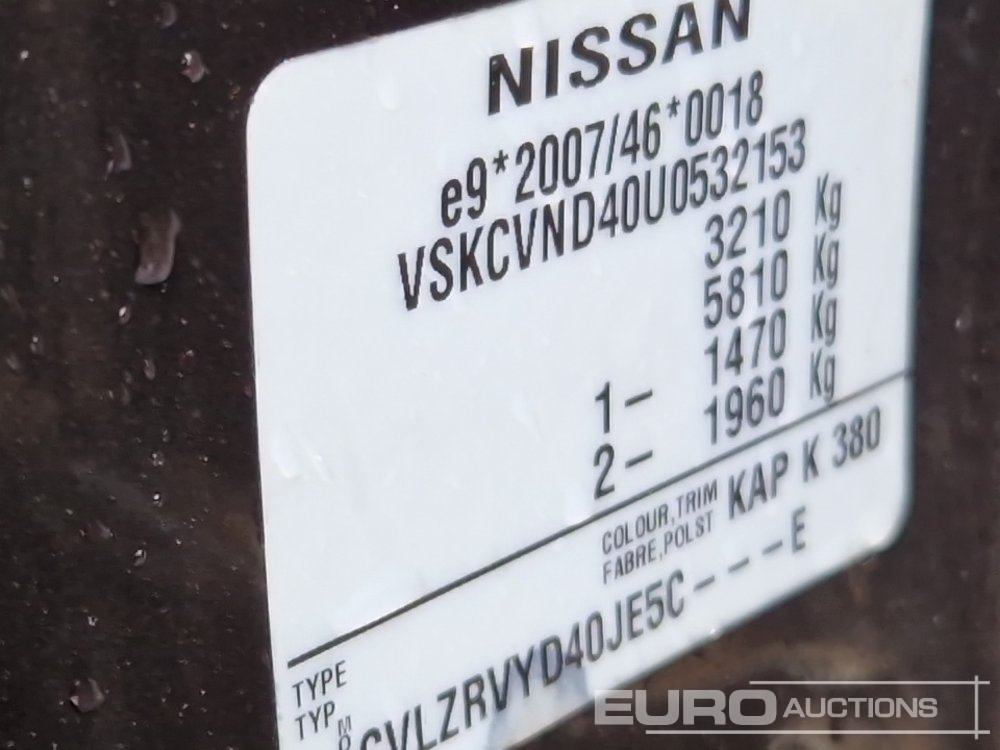 NISSAN
e9*2007/46*0018
VSKCVND40U0532153
3210 Kg
5810 Kg
1- 1470 Kg
2- 1960 Kg
COLOUR,TRIM KAP K 380
FABRE,POLST
TYPE
TYP
CVLZRVYD40JE5C----E
EURO AUCTIONS